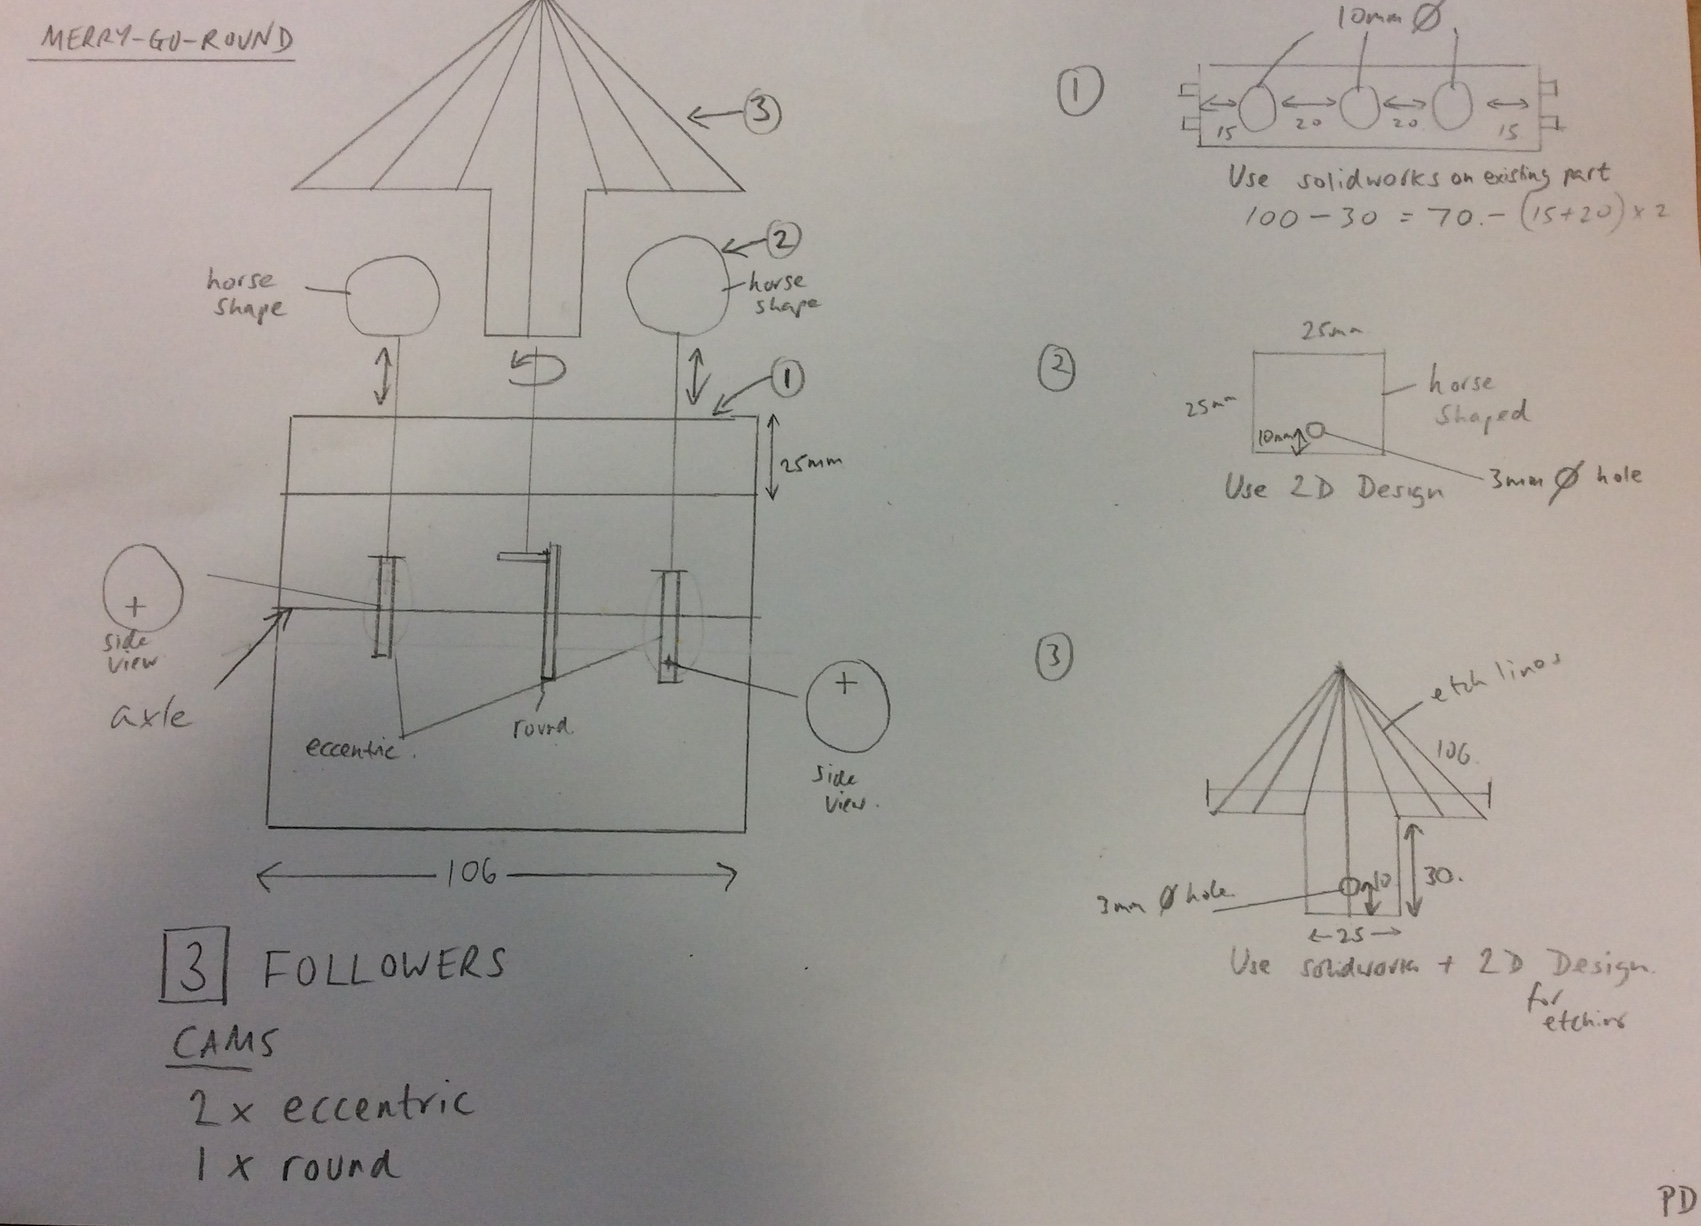 MERRY-GO-ROUND
3
2
horse
shape
horse
shape
1
25mm
side
view
axle
eccentric.
round.
side
view.
106
3 FOLLOWERS
CAMS
2 x eccentric
1 x round
1
10mm Ø
15
20
20
15
Use solidworks on existing part
100 - 30 = 70. - (15+20) x 2
2
25mm
25mm
horse
shaped
10mm
3mm Ø hole
Use 2D Design
3
etch lines
106.
3mm Ø hole
10
30.
25
Use solidworks + 2D Design.
for
etching
PD